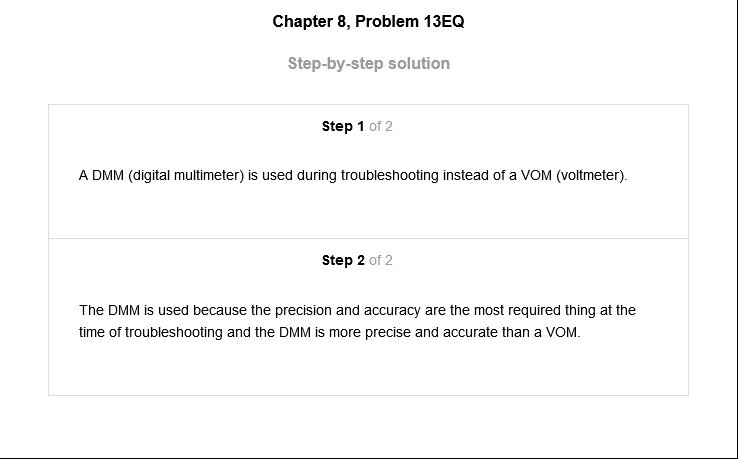 Chapter 8, Problem 13EQ
Step-by-step solution
Step 1 of 2
A DMM (digital multimeter) is used during troubleshooting instead of a VOM (voltmeter).
Step 2 of 2
The DMM is used because the precision and accuracy are the most required thing at the
time of troubleshooting and the DMM is more precise and accurate than a VOM.